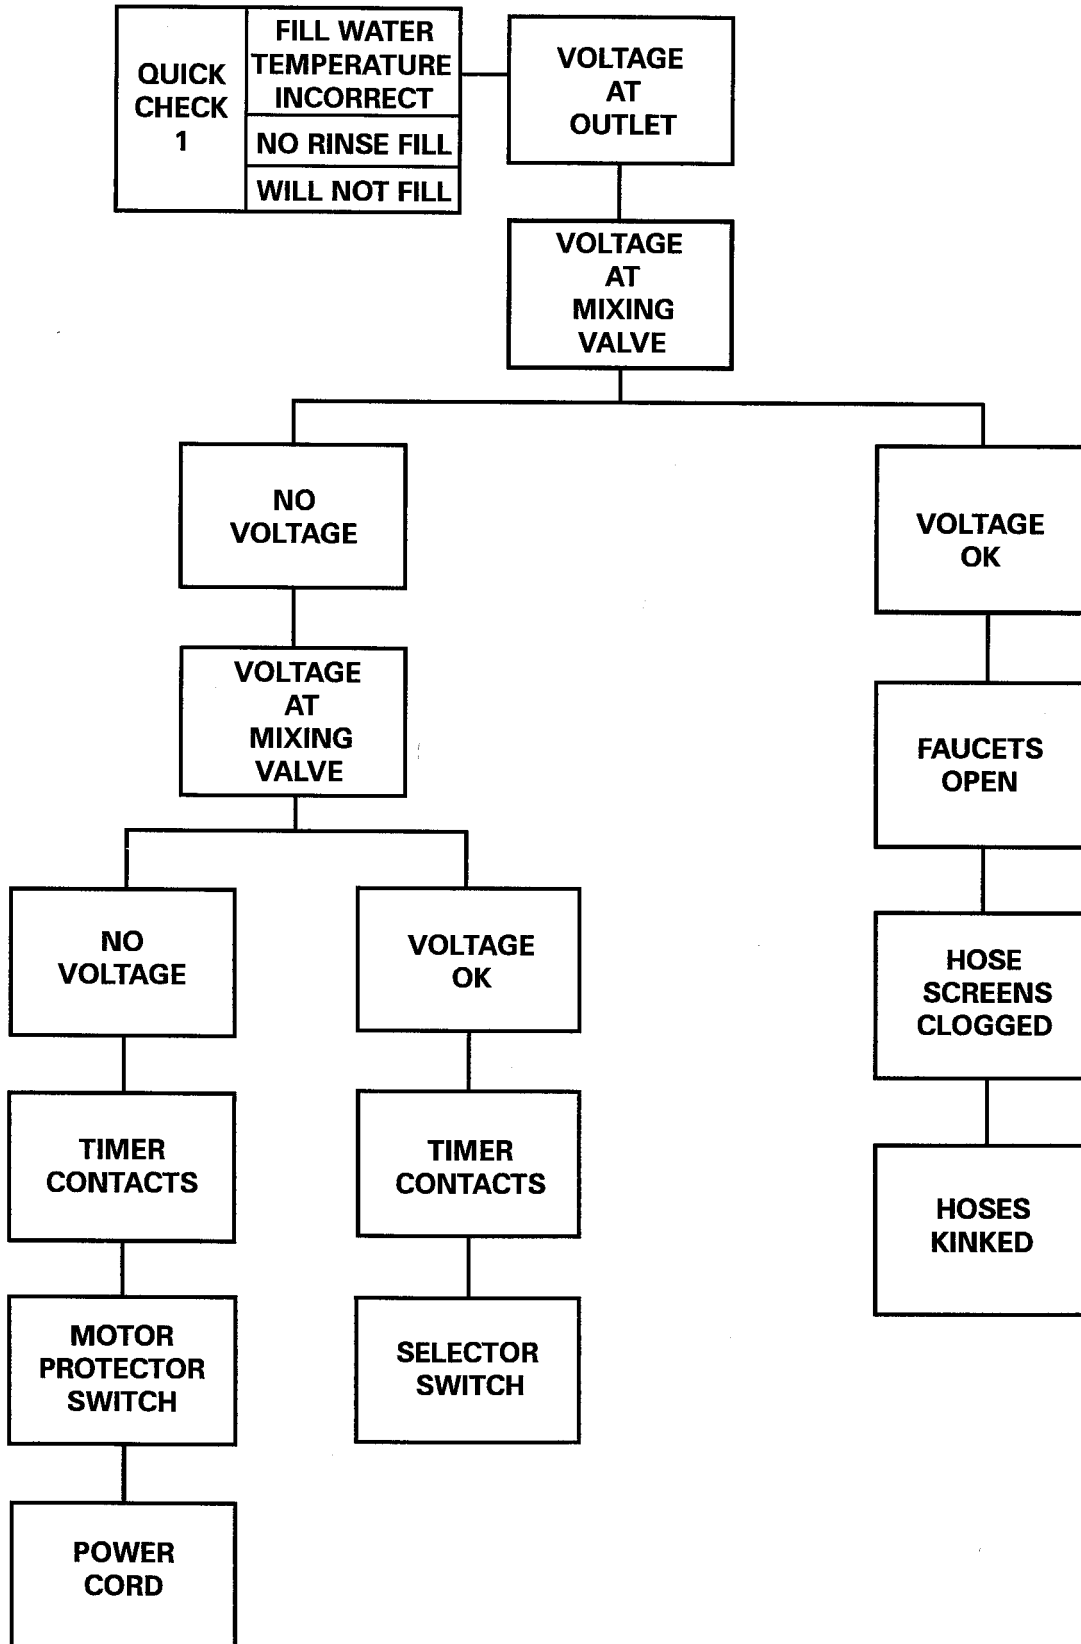 QUICK
CHECK
1
FILL WATER
TEMPERATURE
INCORRECT
NO RINSE FILL
WILL NOT FILL
VOLTAGE
AT
OUTLET
VOLTAGE
AT
MIXING
VALVE
NO
VOLTAGE
VOLTAGE
OK
VOLTAGE
AT
MIXING
VALVE
FAUCETS
OPEN
NO
VOLTAGE
VOLTAGE
OK
HOSE
SCREENS
CLOGGED
TIMER
CONTACTS
TIMER
CONTACTS
HOSES
KINKED
MOTOR
PROTECTOR
SWITCH
SELECTOR
SWITCH
POWER
CORD